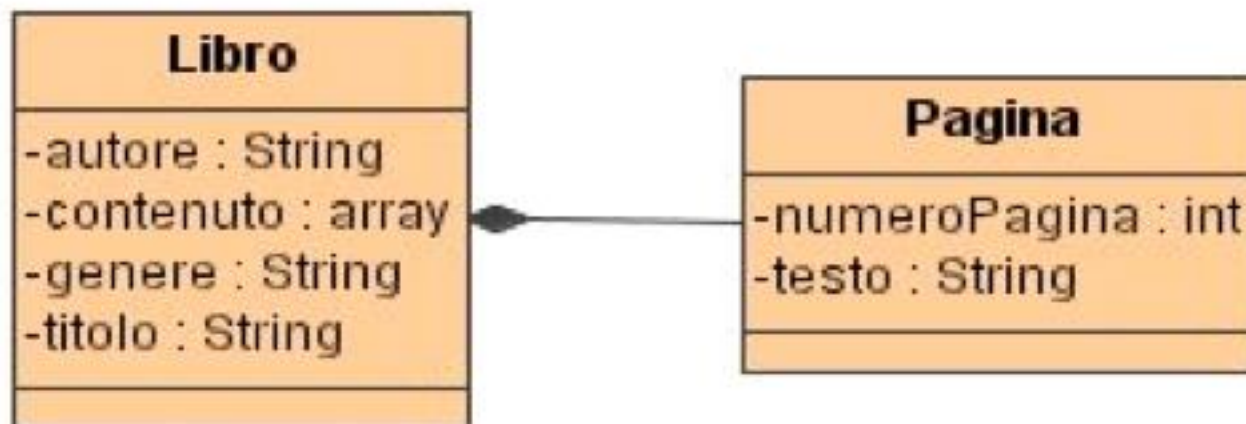 Libro
-autore : String
-contenuto : array
-genere : String
-titolo : String
Pagina
-numeroPagina : int
-testo : String